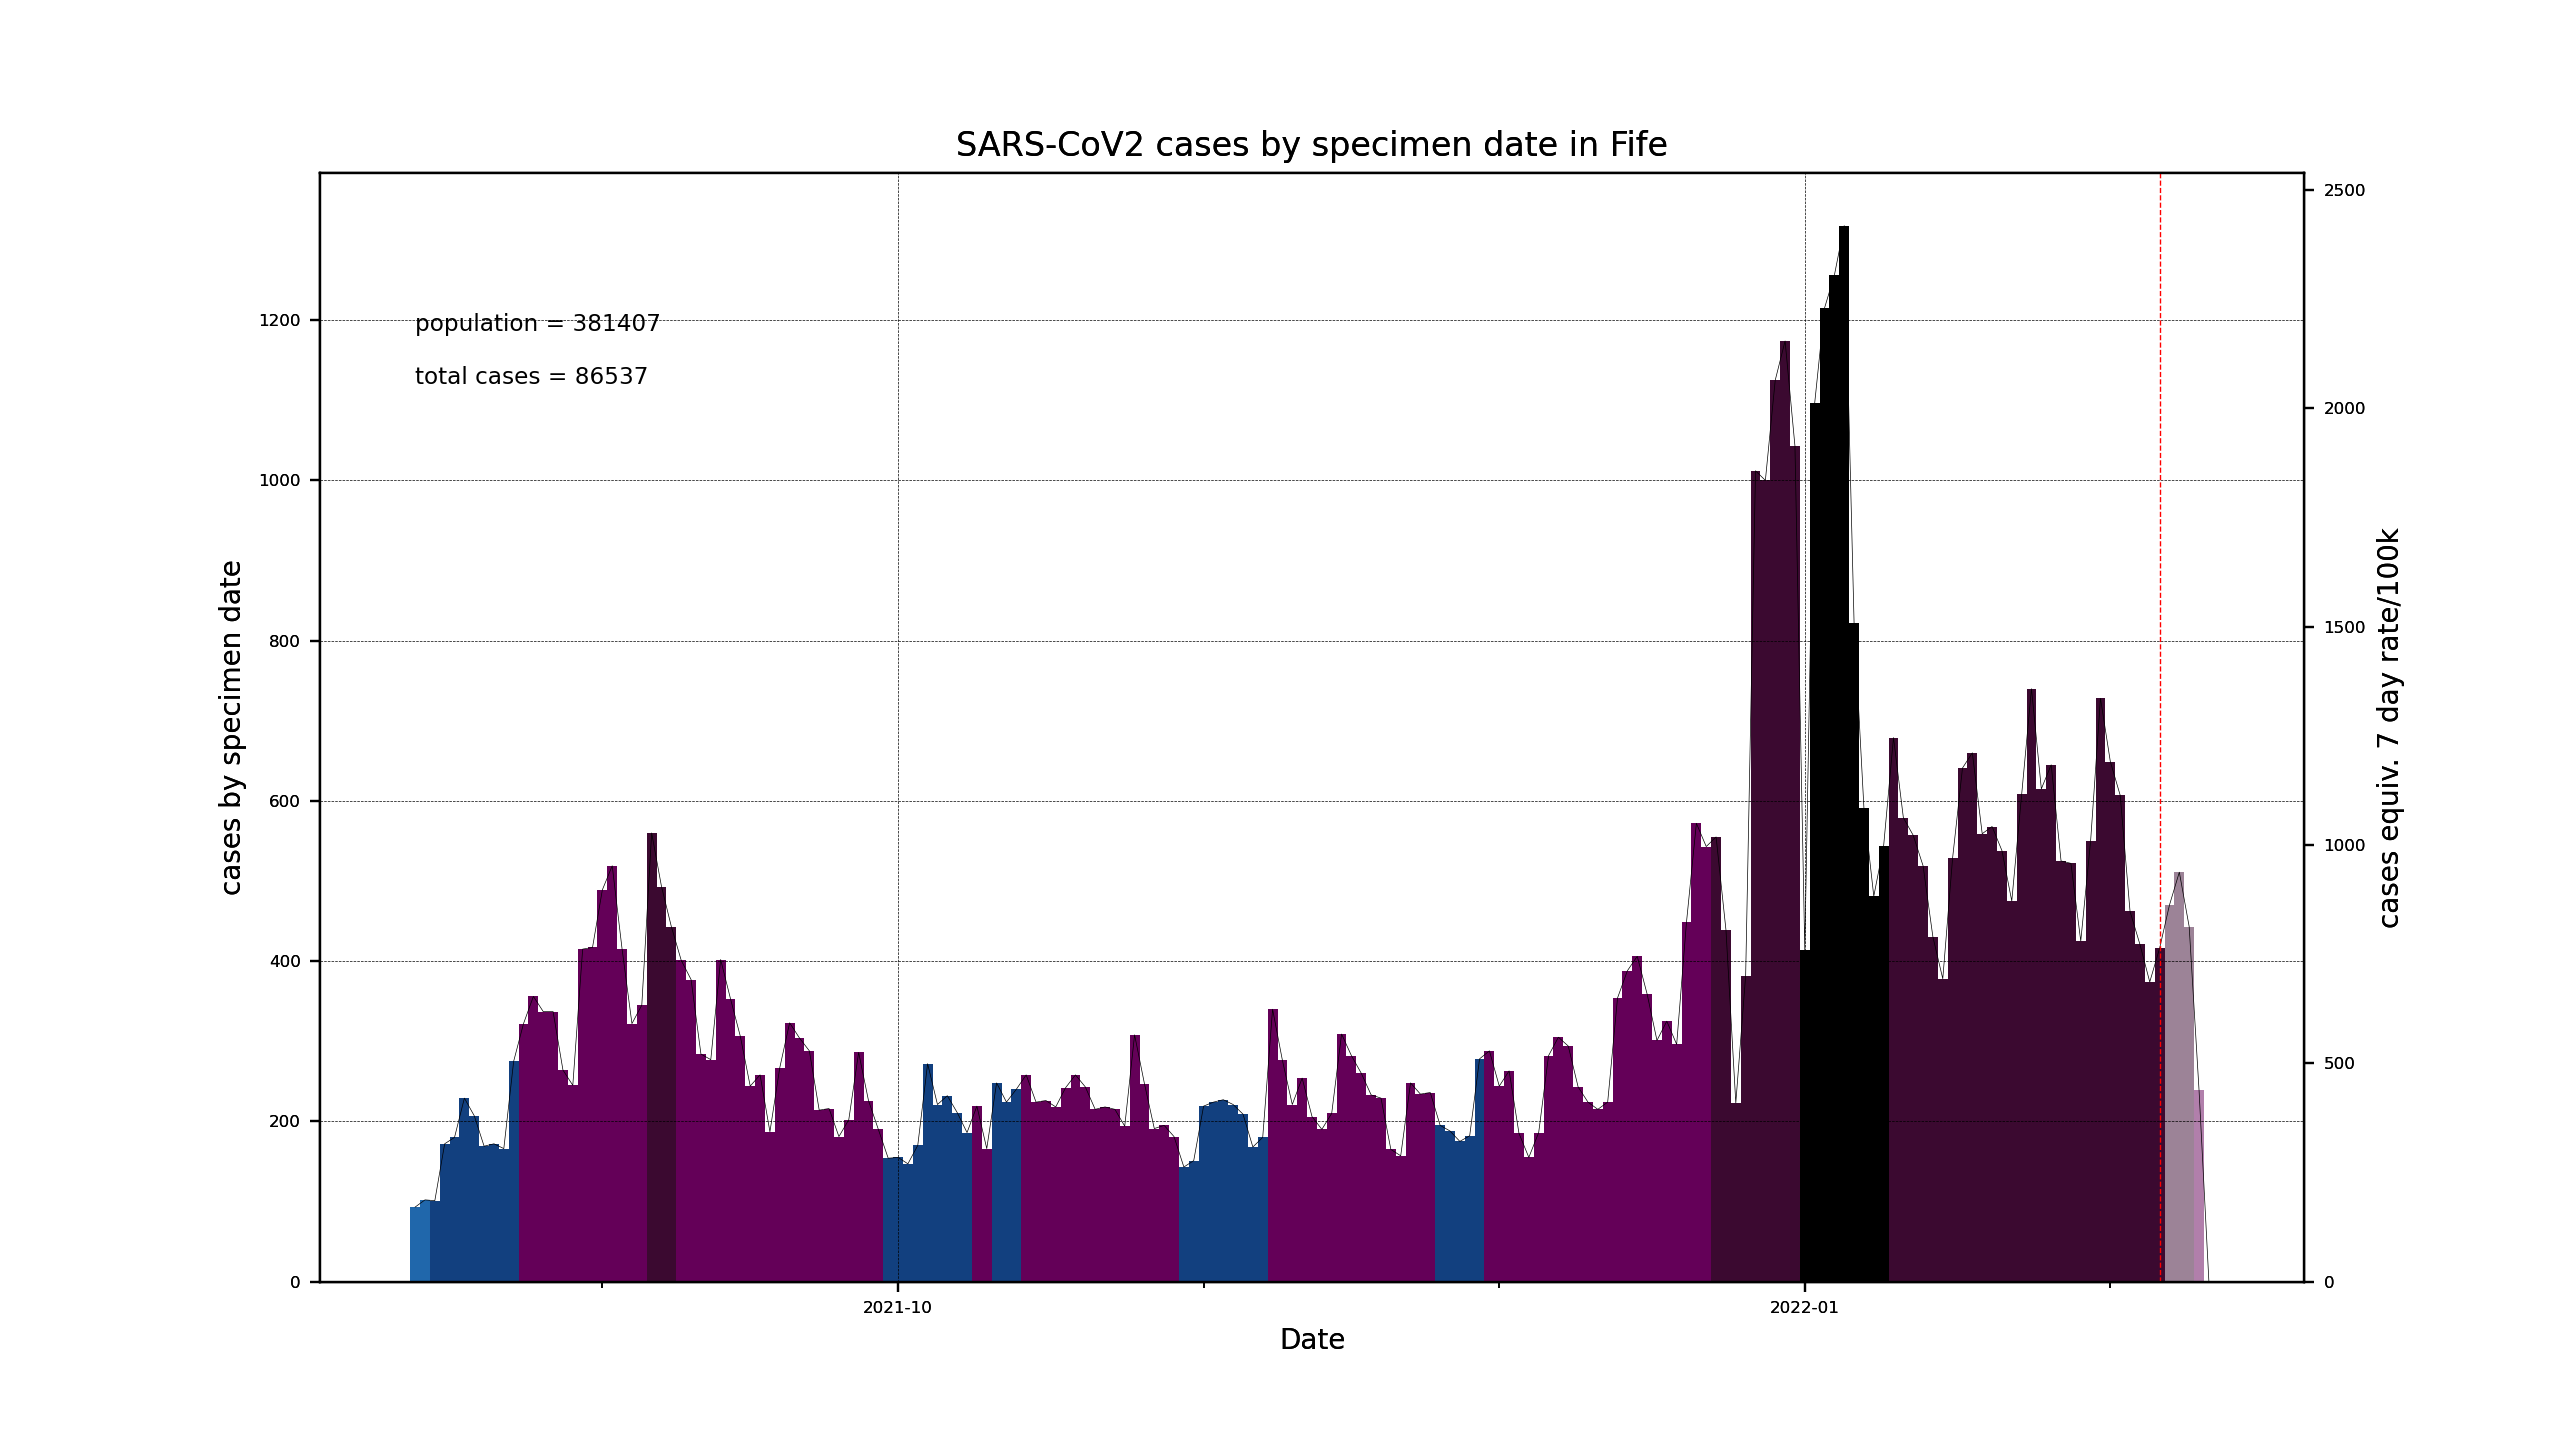 SARS-CoV2 cases by specimen date in Fife
population = 381407
total cases = 86537
cases by specimen date
1200
1000
800
600
400
200
0
2500
2000
1500
1000
500
0
cases equiv. 7 day rate/100k
2021-10
2022-01
Date